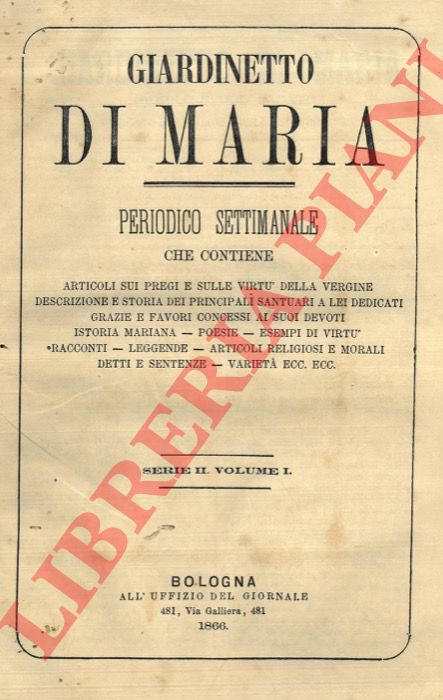 GIARDINETTO
DI MARIA
PERIODICO SETTIMANALE
CHE CONTIENE
ARTICOLI SUI PREGI E SULLE VIRTU' DELLA VERGINE
DESCRIZIONE E STORIA DEI PRINCIPALI SANTUARI A LEI DEDICATI
GRAZIE E FAVORI CONCESSI AI SUOI DEVOTI
ISTORIA MARIANA — POESIE — ESEMPI DI VIRTU'
RACCONTI — LEGGENDE — ARTICOLI RELIGIOSI E MORALI
DETTI E SENTENZE — VARIETÀ ECC. ECC.
SERIE II. VOLUME I.
BOLOGNA
ALL' UFFIZIO DEL GIORNALE
481, Via Galliera, 481
1866.
LIBRERIA PIANI